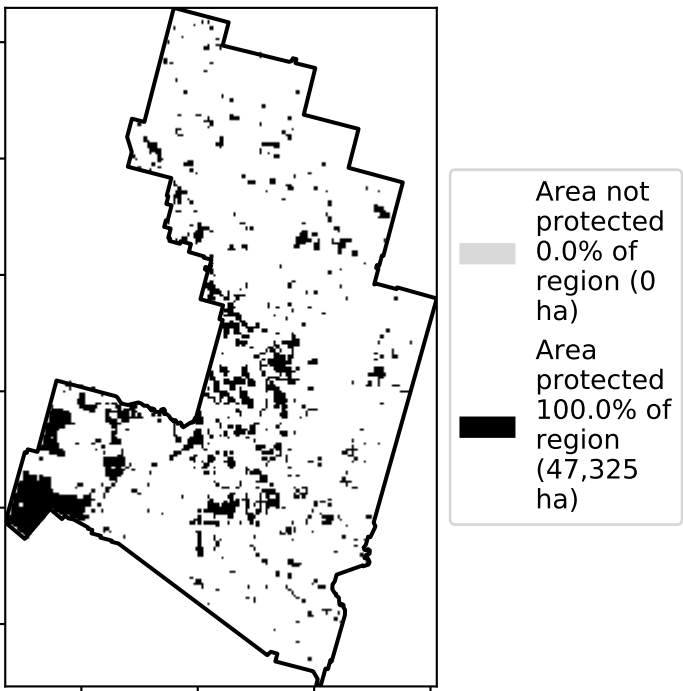 Area not
protected
0.0% of
region (0
ha)
Area
protected
100.0% of
region
(47,325
ha)